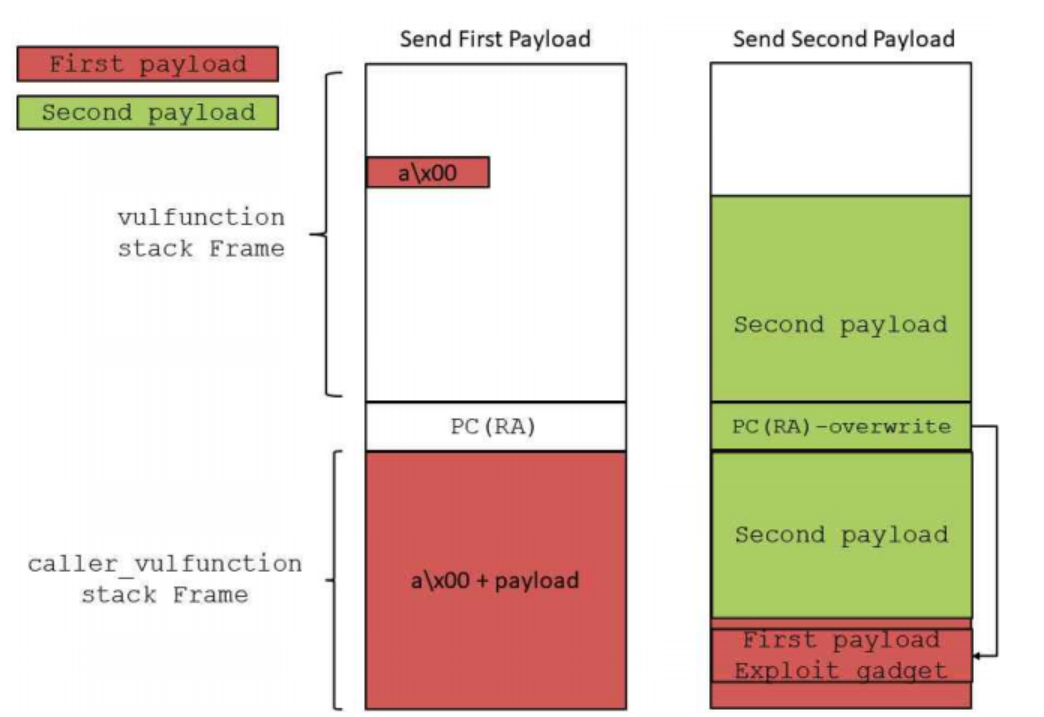 Send First Payload
Send Second Payload
First payload
Second payload
a\x00
vulfunction
stack Frame
Second payload
PC(RA)
PC(RA)-overwrite
Second payload
caller_vulfunction
stack Frame
a\x00 + payload
First payload
Exploit gadget